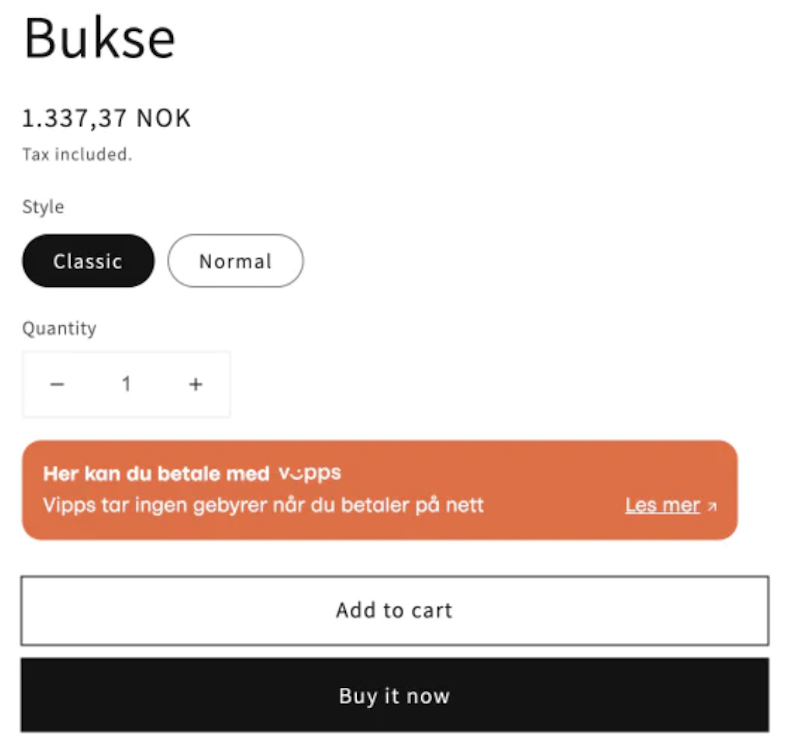 Bukse
1.337,37 NOK
Tax included.
Style
Classic Normal
Quantity
− 1 +
Her kan du betale med vipps
Vipps tar ingen gebyrer når du betaler på nett Les mer ↗
Add to cart
Buy it now